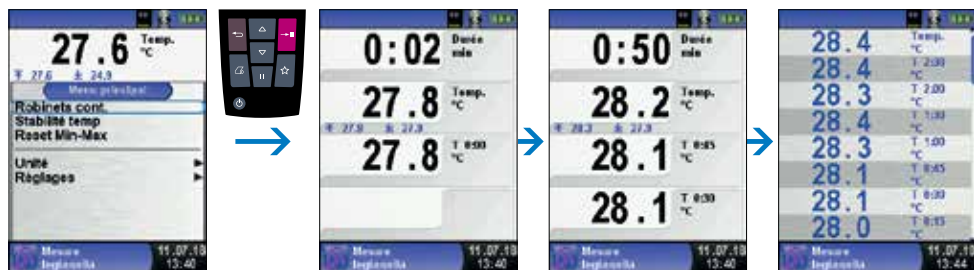 27.6 Temp. °C
27.6 24.9
Menu principal
Robinets cont.
Stabilité temp
Reset Min-Max
Unité
Réglages
Mesure
legionella
11.07.18
13:40
0:02 Durée min
27.8 Temp. °C
27.8 27.8
27.8 T 0:00 °C
Mesure
legionella
11.07.18
13:40
0:50 Durée min
28.2 Temp. °C
28.3 27.9
28.1 T 0:45 °C
28.1 T 0:30 °C
Mesure
legionella
11.07.18
13:40
28.4 Temp. °C
28.4 T 2:30 °C
28.3 T 2:00 °C
28.4 T 1:30 °C
28.3 T 1:00 °C
28.1 T 0:45 °C
28.1 T 0:30 °C
28.0 T 0:15 °C
Mesure
legionella
11.07.18
13:44